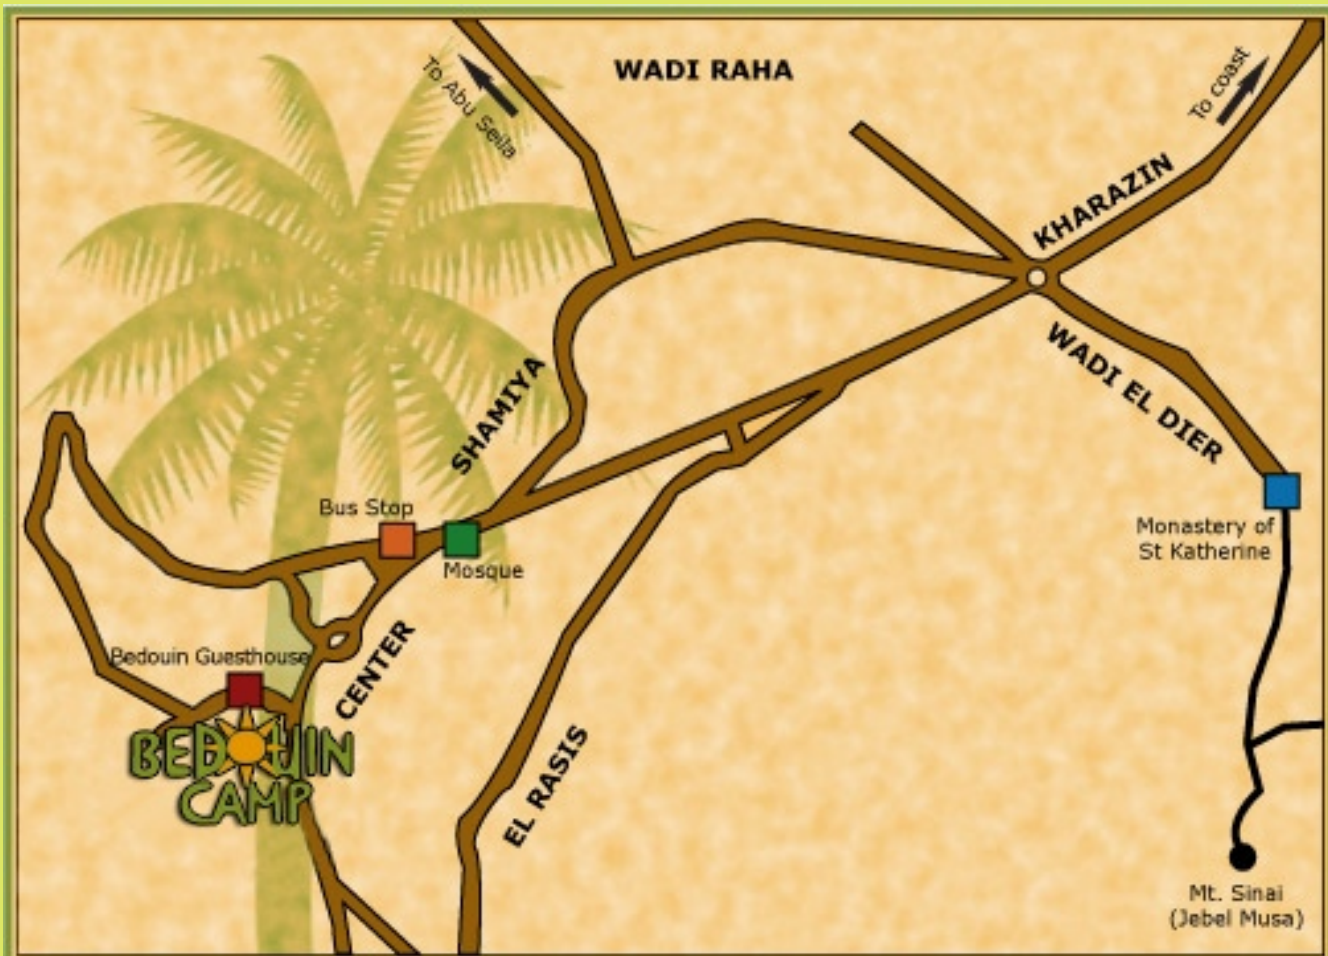 WADI RAHA
To Abu Seila
To coast
KHARAZIN
WADI EL DIER
SHAMIYA
Bus Stop
Mosque
Monastery of
St Katherine
Bedouin Guesthouse
CENTER
BEDOUIN
CAMP
EL RASIS
Mt. Sinai
(Jebel Musa)